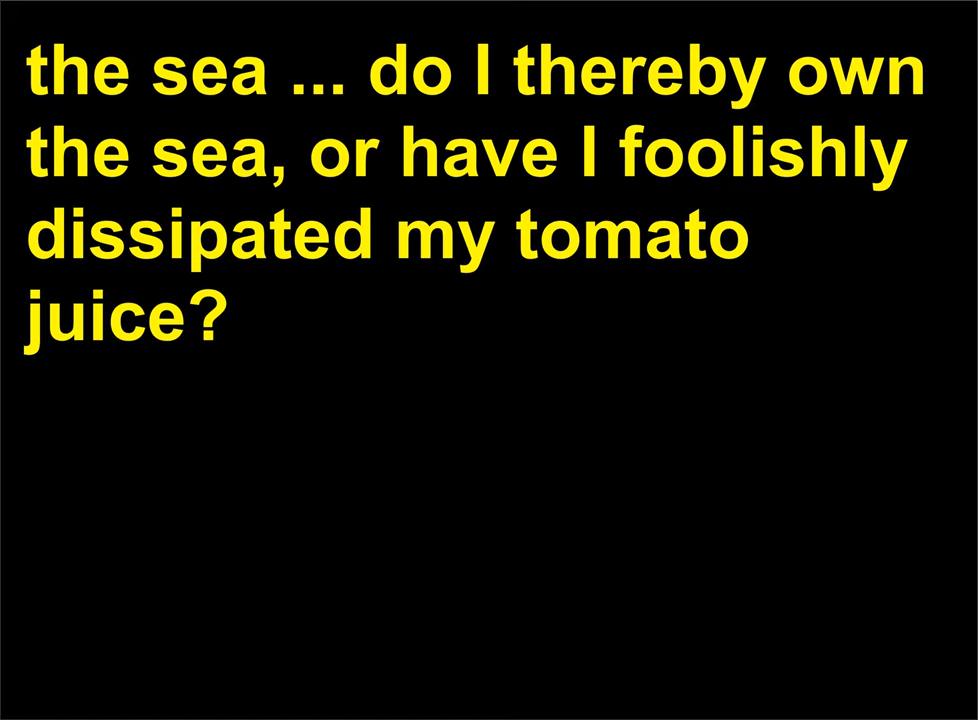 the sea ... do I thereby own
the sea, or have I foolishly
dissipated my tomato
juice?